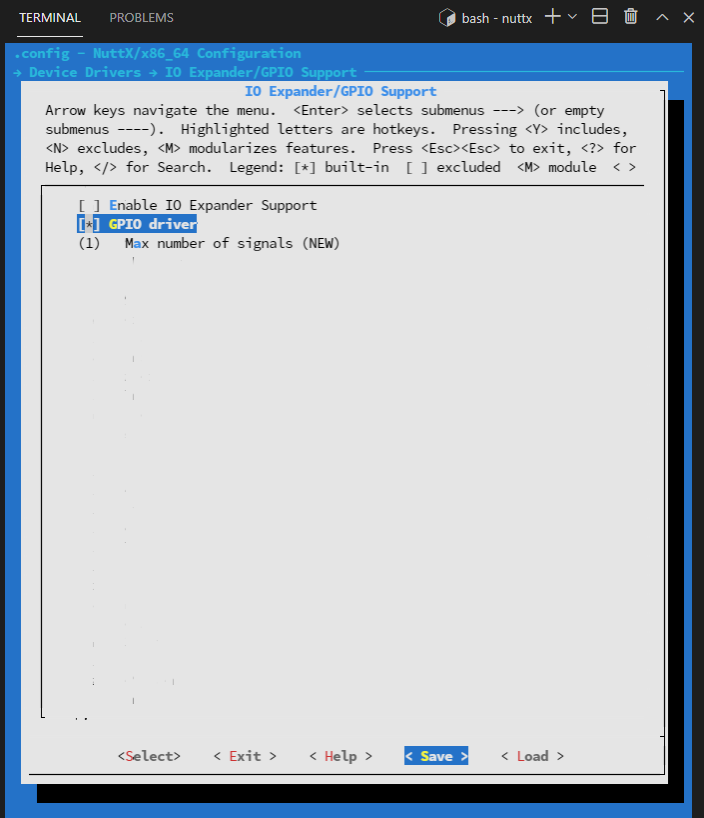 TERMINAL PROBLEMS bash - nuttx
.config - NuttX/x86_64 Configuration
→ Device Drivers → IO Expander/GPIO Support
IO Expander/GPIO Support
Arrow keys navigate the menu.  <Enter> selects submenus ---> (or empty
submenus ----).  Highlighted letters are hotkeys.  Pressing <Y> includes,
<N> excludes, <M> modularizes features.  Press <Esc><Esc> to exit, <?> for
Help, </> for Search.  Legend: [*] built-in  [ ] excluded  <M> module  < >
[ ] Enable IO Expander Support
[*] GPIO driver
(1)   Max number of signals (NEW)
<Select>    < Exit >    < Help >    < Save >    < Load >